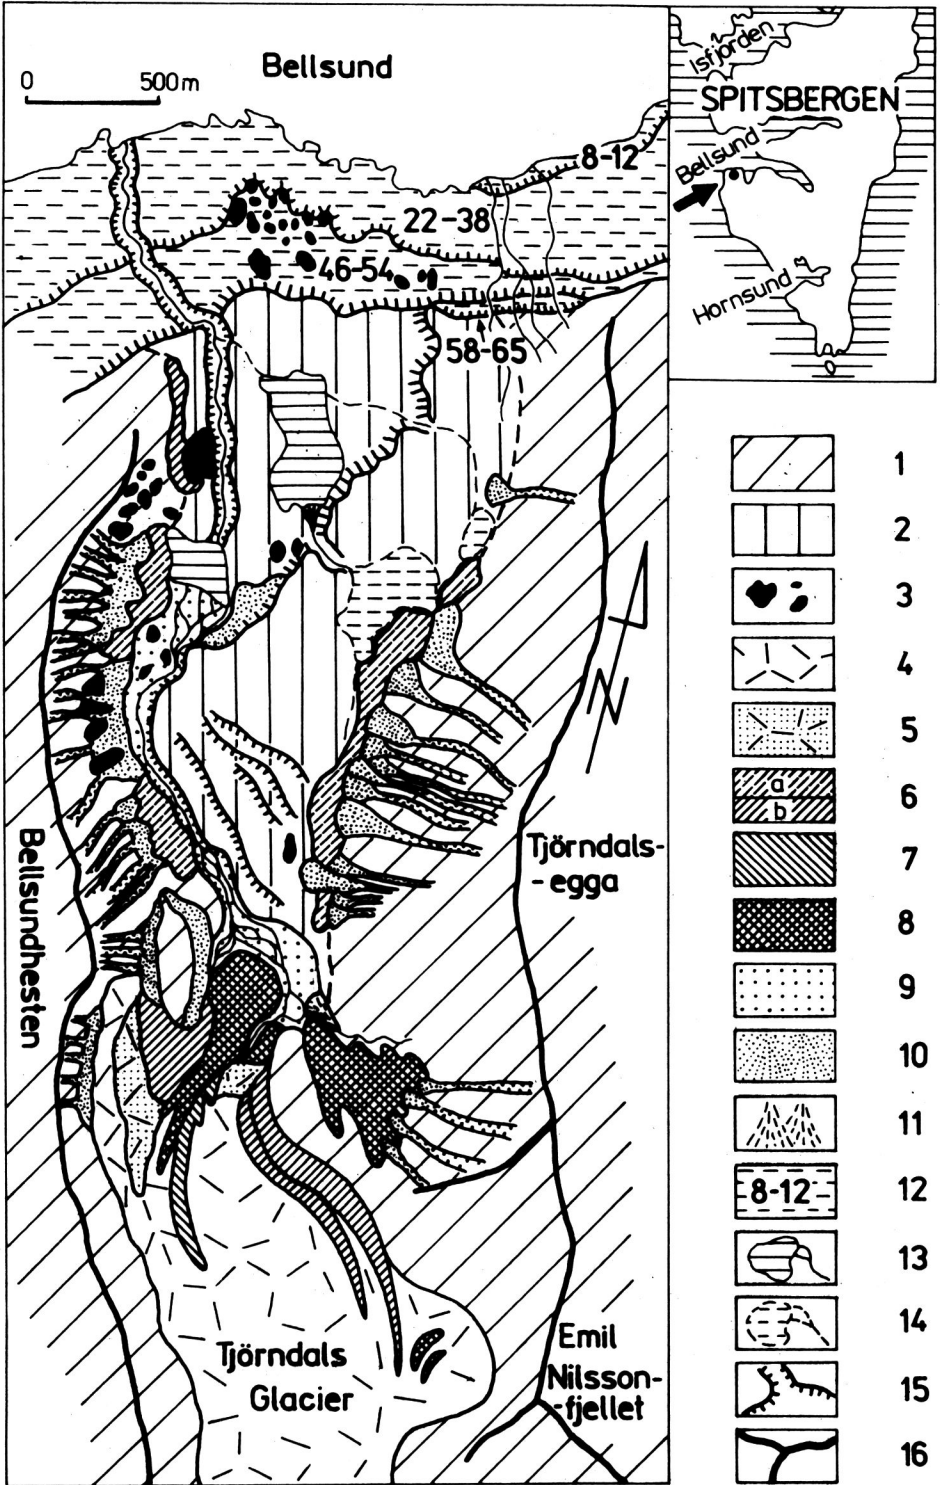 Bellsund
0 500m
8-12
22-38
46-54
58-65
Bellsundhesten
Tjörndals-
-egga
Tjörndals
Glacier
Emil
Nilsson-
-fjellet
N
Isfjorden
SPITSBERGEN
Bellsund
Hornsund
1
2
3
4
5
a
b
6
7
8
9
10
11
8-12
12
13
14
15
16